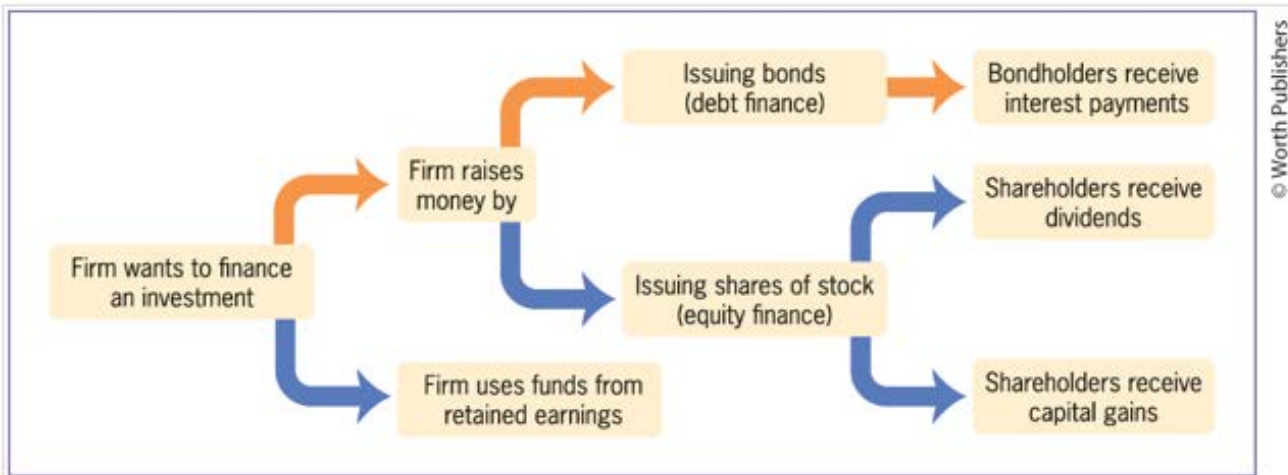 Firm wants to finance
an investment
Firm raises
money by
Issuing bonds
(debt finance)
Bondholders receive
interest payments
Issuing shares of stock
(equity finance)
Shareholders receive
dividends
Shareholders receive
capital gains
Firm uses funds from
retained earnings
© Worth Publishers